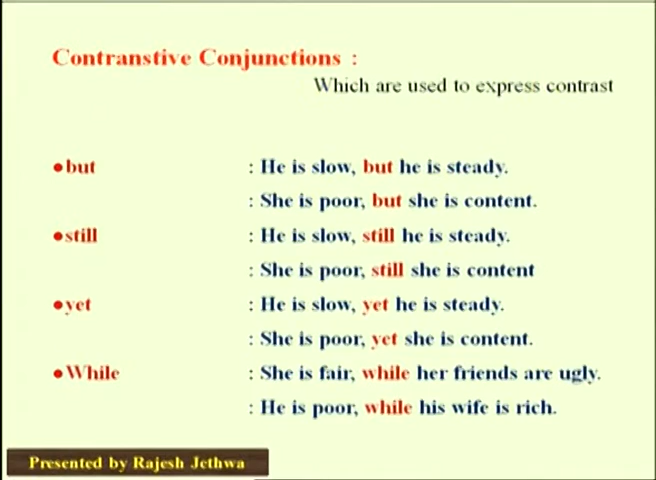 Contranstive Conjunctions :
Which are used to express contrast
•but : He is slow, but he is steady.
: She is poor, but she is content.
•still : He is slow, still he is steady.
: She is poor, still she is content
•yet : He is slow, yet he is steady.
: She is poor, yet she is content.
•While : She is fair, while her friends are ugly.
: He is poor, while his wife is rich.
Presented by Rajesh Jethwa